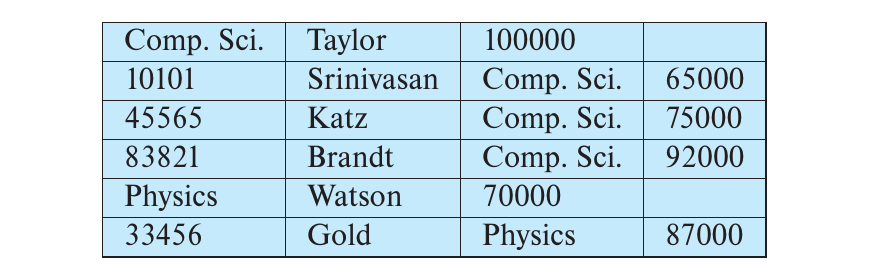 Comp. Sci. Taylor 100000
10101 Srinivasan Comp. Sci. 65000
45565 Katz Comp. Sci. 75000
83821 Brandt Comp. Sci. 92000
Physics Watson 70000
33456 Gold Physics 87000